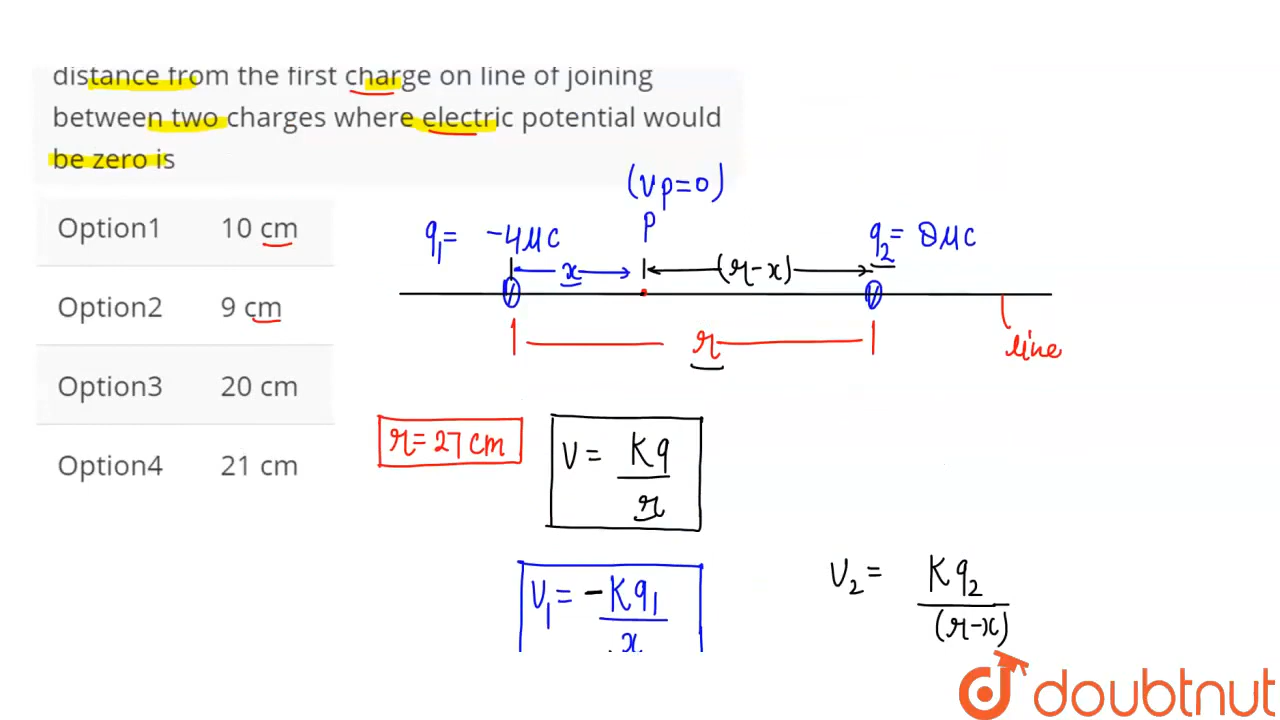 distance from the first charge on line of joining
between two charges where electric potential would
be zero is
(Vp=0)
Option1 10 cm
q1= -4μC P q2= 8μC
x (r-x)
Option2 9 cm
r line
Option3 20 cm
r=27cm V= Kq/r
Option4 21 cm
V1= -Kq1/x V2= Kq2/(r-x)
doubtnut